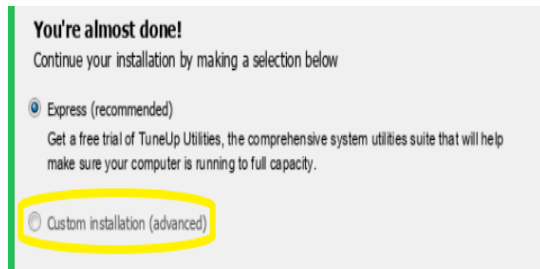 You're almost done!
Continue your installation by making a selection below
Express (recommended)
Get a free trial of TuneUp Utilities, the comprehensive system utilities suite that will help
make sure your computer is running to full capacity.
Custom installation (advanced)